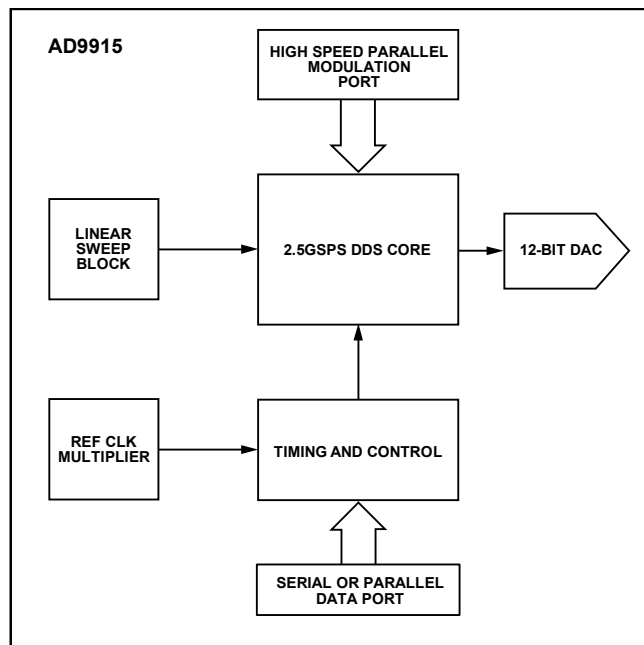 AD9915
HIGH SPEED PARALLEL
MODULATION
PORT
LINEAR
SWEEP
BLOCK
2.5GSPS DDS CORE
12-BIT DAC
REF CLK
MULTIPLIER
TIMING AND CONTROL
SERIAL OR PARALLEL
DATA PORT